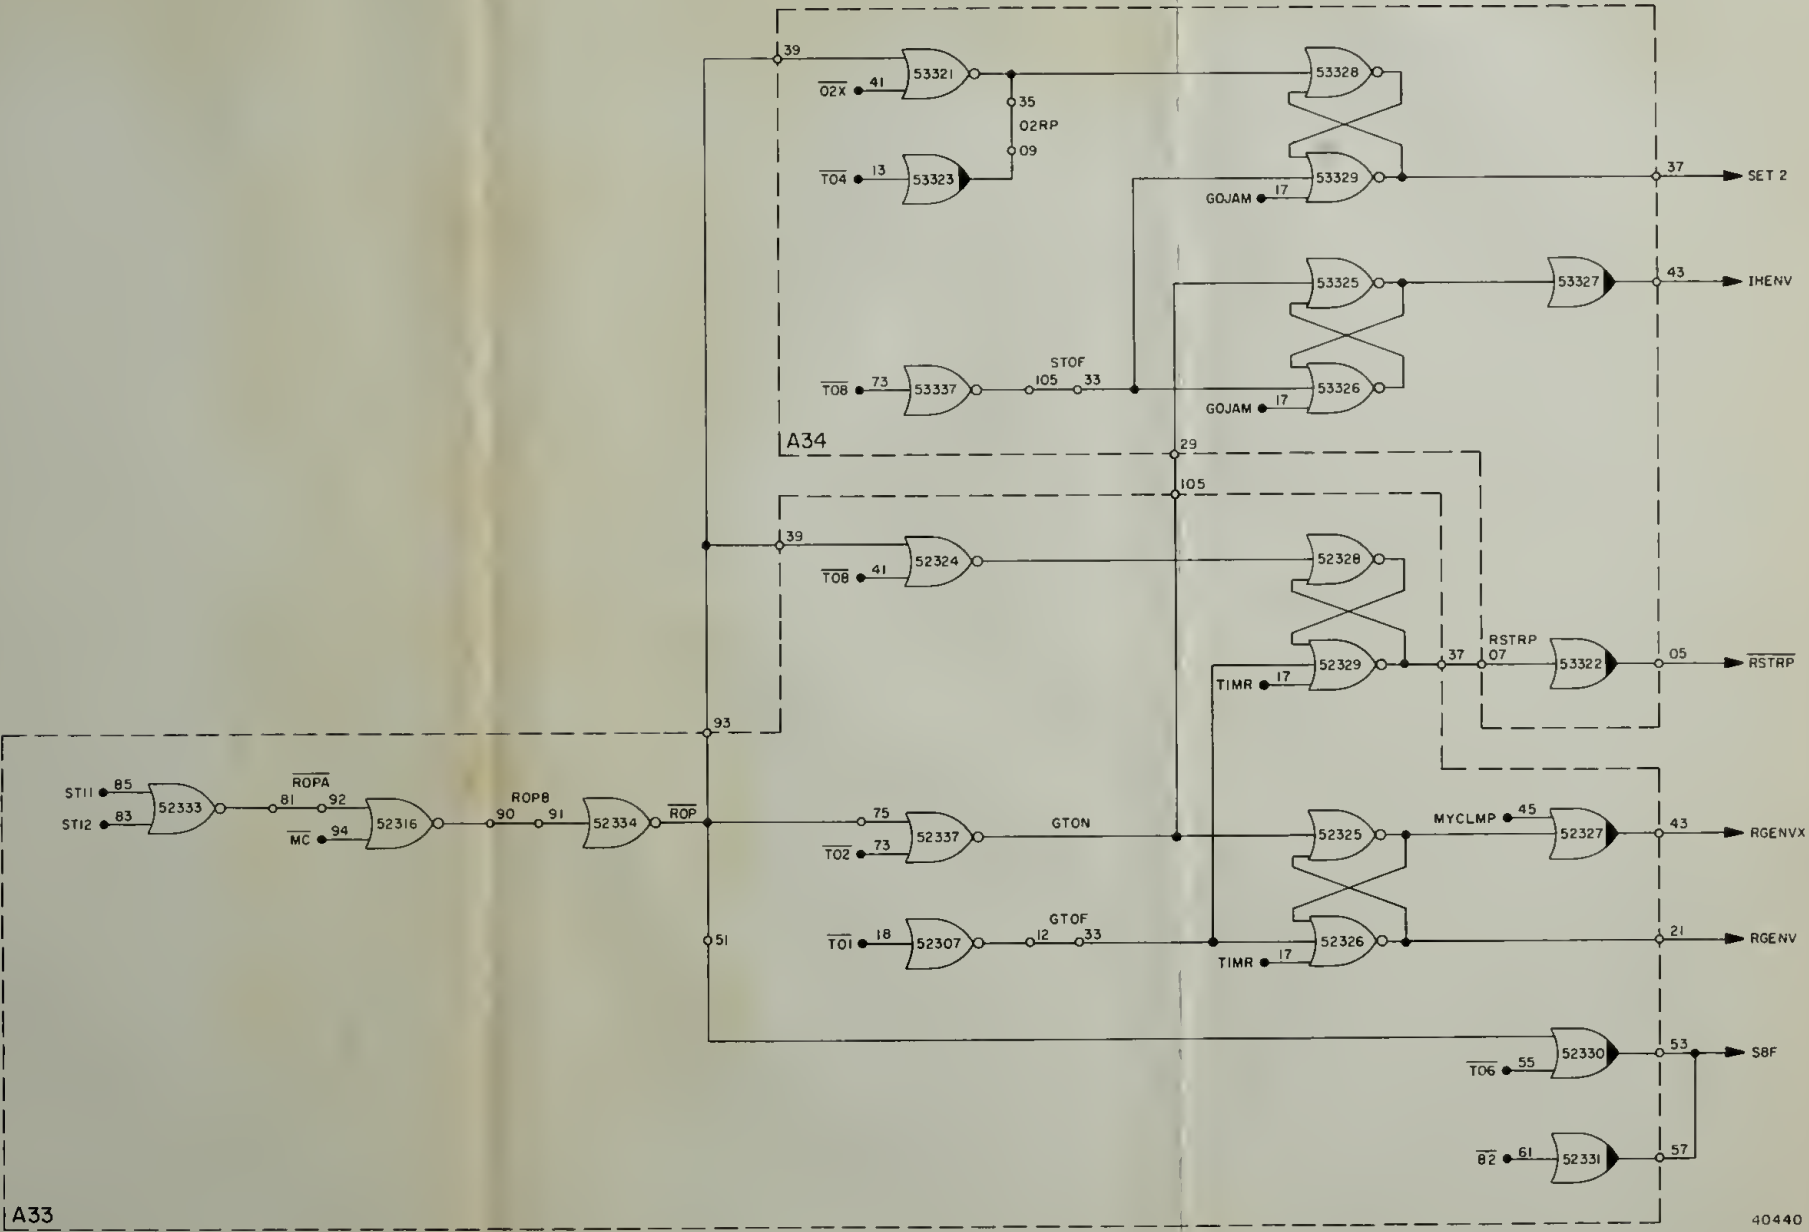 39
53321
O2X
41
35
O2RP
09
T04
13
53323
53328
53329
GOJAM
17
37
SET 2
53325
53327
43
IHENV
T08
73
53337
STOF
105
33
53326
GOJAM
17
A34
29
105
39
52324
T08
41
52328
52329
TIMR
17
37
RSTRP
07
53322
05
RSTRP
93
ST11
85
ST12
83
52333
ROPA
81
92
MC
94
52316
ROPB
90
91
52334
ROP
75
T02
73
52337
GTON
52325
MYCLMP
45
52327
43
RGENVX
51
T01
18
52307
GTOF
12
33
52326
TIMR
17
21
RGENV
52330
T06
55
53
SBF
B2
61
52331
57
A33
40440